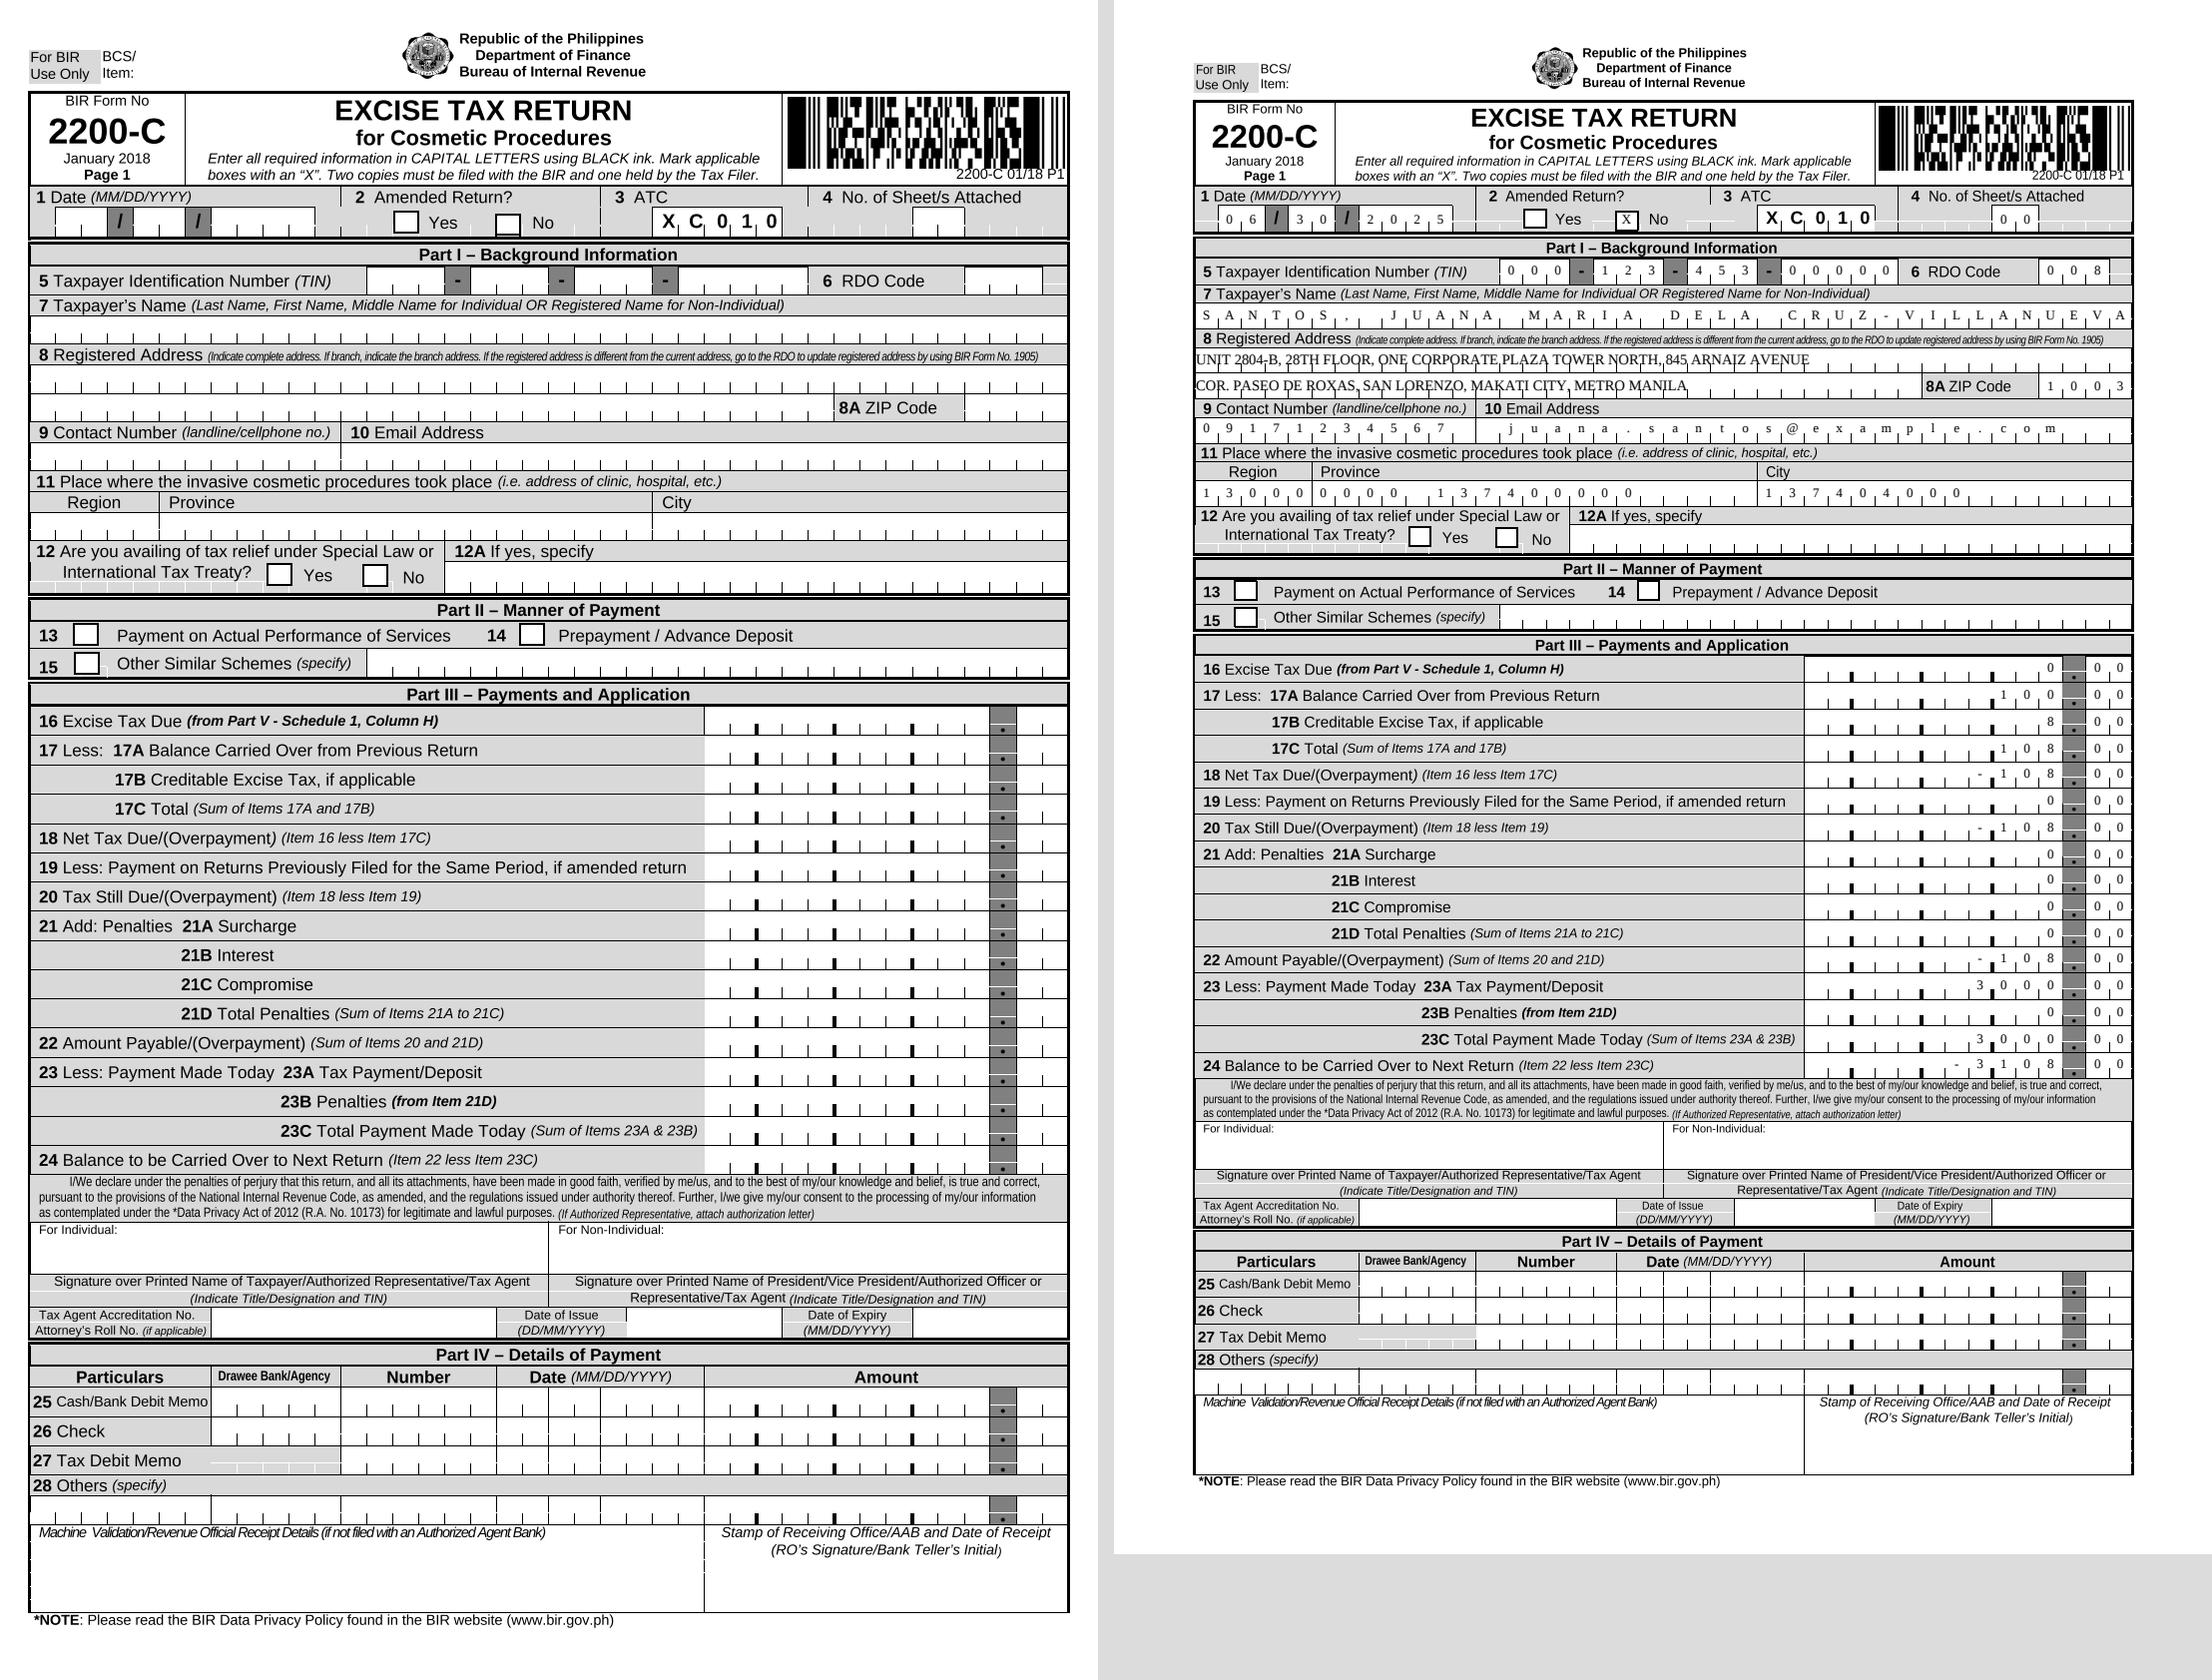 For BIR
Use Only
BCS/
Item:
Republic of the Philippines
Department of Finance
Bureau of Internal Revenue
BIR Form No
2200-C
January 2018
Page 1
EXCISE TAX RETURN
for Cosmetic Procedures
Enter all required information in CAPITAL LETTERS using BLACK ink. Mark applicable
boxes with an “X”. Two copies must be filed with the BIR and one held by the Tax Filer.
2200-C 01/18 P1
1 Date (MM/DD/YYYY) 2 Amended Return? 3 ATC 4 No. of Sheet/s Attached
/ / Yes No X C 0 1 0
Part I – Background Information
5 Taxpayer Identification Number (TIN) - - - 6 RDO Code
7 Taxpayer’s Name (Last Name, First Name, Middle Name for Individual OR Registered Name for Non-Individual)
8 Registered Address (Indicate complete address. If branch, indicate the branch address. If the registered address is different from the current address, go to the RDO to update registered address by using BIR Form No. 1905)
8A ZIP Code
9 Contact Number (landline/cellphone no.) 10 Email Address
11 Place where the invasive cosmetic procedures took place (i.e. address of clinic, hospital, etc.)
Region Province City
12 Are you availing of tax relief under Special Law or 12A If yes, specify
International Tax Treaty? Yes No
Part II – Manner of Payment
13 Payment on Actual Performance of Services 14 Prepayment / Advance Deposit
15 Other Similar Schemes (specify)
Part III – Payments and Application
16 Excise Tax Due (from Part V - Schedule 1, Column H)
17 Less: 17A Balance Carried Over from Previous Return
17B Creditable Excise Tax, if applicable
17C Total (Sum of Items 17A and 17B)
18 Net Tax Due/(Overpayment) (Item 16 less Item 17C)
19 Less: Payment on Returns Previously Filed for the Same Period, if amended return
20 Tax Still Due/(Overpayment) (Item 18 less Item 19)
21 Add: Penalties 21A Surcharge
21B Interest
21C Compromise
21D Total Penalties (Sum of Items 21A to 21C)
22 Amount Payable/(Overpayment) (Sum of Items 20 and 21D)
23 Less: Payment Made Today 23A Tax Payment/Deposit
23B Penalties (from Item 21D)
23C Total Payment Made Today (Sum of Items 23A & 23B)
24 Balance to be Carried Over to Next Return (Item 22 less Item 23C)
I/We declare under the penalties of perjury that this return, and all its attachments, have been made in good faith, verified by me/us, and to the best of my/our knowledge and belief, is true and correct,
pursuant to the provisions of the National Internal Revenue Code, as amended, and the regulations issued under authority thereof. Further, I/we give my/our consent to the processing of my/our information
as contemplated under the *Data Privacy Act of 2012 (R.A. No. 10173) for legitimate and lawful purposes. (If Authorized Representative, attach authorization letter)
For Individual: For Non-Individual:
Signature over Printed Name of Taxpayer/Authorized Representative/Tax Agent Signature over Printed Name of President/Vice President/Authorized Officer or
(Indicate Title/Designation and TIN) Representative/Tax Agent (Indicate Title/Designation and TIN)
Tax Agent Accreditation No. Date of Issue Date of Expiry
Attorney’s Roll No. (if applicable) (DD/MM/YYYY) (MM/DD/YYYY)
Part IV – Details of Payment
Particulars Drawee Bank/Agency Number Date (MM/DD/YYYY) Amount
25 Cash/Bank Debit Memo
26 Check
27 Tax Debit Memo
28 Others (specify)
Machine Validation/Revenue Official Receipt Details (if not filed with an Authorized Agent Bank) Stamp of Receiving Office/AAB and Date of Receipt
(RO’s Signature/Bank Teller’s Initial)
*NOTE: Please read the BIR Data Privacy Policy found in the BIR website (www.bir.gov.ph)
For BIR
Use Only
BCS/
Item:
Republic of the Philippines
Department of Finance
Bureau of Internal Revenue
BIR Form No
2200-C
January 2018
Page 1
EXCISE TAX RETURN
for Cosmetic Procedures
Enter all required information in CAPITAL LETTERS using BLACK ink. Mark applicable
boxes with an “X”. Two copies must be filed with the BIR and one held by the Tax Filer.
2200-C 01/18 P1
1 Date (MM/DD/YYYY) 2 Amended Return? 3 ATC 4 No. of Sheet/s Attached
0 6 / 3 0 / 2 0 2 5 Yes X No X C 0 1 0 0 0
Part I – Background Information
5 Taxpayer Identification Number (TIN) 0 0 0 - 1 2 3 - 4 5 3 - 0 0 0 0 0 6 RDO Code 0 0 8
7 Taxpayer’s Name (Last Name, First Name, Middle Name for Individual OR Registered Name for Non-Individual)
S A N T O S , J U A N A M A R I A D E L A C R U Z - V I L L A N U E V A
8 Registered Address (Indicate complete address. If branch, indicate the branch address. If the registered address is different from the current address, go to the RDO to update registered address by using BIR Form No. 1905)
UNIT 2804-B, 28TH FLOOR, ONE CORPORATE PLAZA TOWER NORTH, 845 ARNAIZ AVENUE
COR. PASEO DE ROXAS, SAN LORENZO, MAKATI CITY, METRO MANILA 8A ZIP Code 1 0 0 3
9 Contact Number (landline/cellphone no.) 10 Email Address
0 9 1 7 1 2 3 4 5 6 7 j u a n a . s a n t o s @ e x a m p l e . c o m
11 Place where the invasive cosmetic procedures took place (i.e. address of clinic, hospital, etc.)
Region Province City
1 3 0 0 0 0 0 0 0 1 3 7 4 0 0 0 0 0 1 3 7 4 0 4 0 0 0
12 Are you availing of tax relief under Special Law or 12A If yes, specify
International Tax Treaty? Yes No
Part II – Manner of Payment
13 Payment on Actual Performance of Services 14 Prepayment / Advance Deposit
15 Other Similar Schemes (specify)
Part III – Payments and Application
16 Excise Tax Due (from Part V - Schedule 1, Column H) 0 . 0 0
17 Less: 17A Balance Carried Over from Previous Return 1 0 0 . 0 0
17B Creditable Excise Tax, if applicable 8 . 0 0
17C Total (Sum of Items 17A and 17B) 1 0 8 . 0 0
18 Net Tax Due/(Overpayment) (Item 16 less Item 17C) - 1 0 8 . 0 0
19 Less: Payment on Returns Previously Filed for the Same Period, if amended return 0 . 0 0
20 Tax Still Due/(Overpayment) (Item 18 less Item 19) - 1 0 8 . 0 0
21 Add: Penalties 21A Surcharge 0 . 0 0
21B Interest 0 . 0 0
21C Compromise 0 . 0 0
21D Total Penalties (Sum of Items 21A to 21C) 0 . 0 0
22 Amount Payable/(Overpayment) (Sum of Items 20 and 21D) - 1 0 8 . 0 0
23 Less: Payment Made Today 23A Tax Payment/Deposit 3 0 0 0 . 0 0
23B Penalties (from Item 21D) 0 . 0 0
23C Total Payment Made Today (Sum of Items 23A & 23B) 3 0 0 0 . 0 0
24 Balance to be Carried Over to Next Return (Item 22 less Item 23C) - 3 1 0 8 . 0 0
I/We declare under the penalties of perjury that this return, and all its attachments, have been made in good faith, verified by me/us, and to the best of my/our knowledge and belief, is true and correct,
pursuant to the provisions of the National Internal Revenue Code, as amended, and the regulations issued under authority thereof. Further, I/we give my/our consent to the processing of my/our information
as contemplated under the *Data Privacy Act of 2012 (R.A. No. 10173) for legitimate and lawful purposes. (If Authorized Representative, attach authorization letter)
For Individual: For Non-Individual:
Signature over Printed Name of Taxpayer/Authorized Representative/Tax Agent Signature over Printed Name of President/Vice President/Authorized Officer or
(Indicate Title/Designation and TIN) Representative/Tax Agent (Indicate Title/Designation and TIN)
Tax Agent Accreditation No. Date of Issue Date of Expiry
Attorney’s Roll No. (if applicable) (DD/MM/YYYY) (MM/DD/YYYY)
Part IV – Details of Payment
Particulars Drawee Bank/Agency Number Date (MM/DD/YYYY) Amount
25 Cash/Bank Debit Memo
26 Check
27 Tax Debit Memo
28 Others (specify)
Machine Validation/Revenue Official Receipt Details (if not filed with an Authorized Agent Bank) Stamp of Receiving Office/AAB and Date of Receipt
(RO’s Signature/Bank Teller’s Initial)
*NOTE: Please read the BIR Data Privacy Policy found in the BIR website (www.bir.gov.ph)